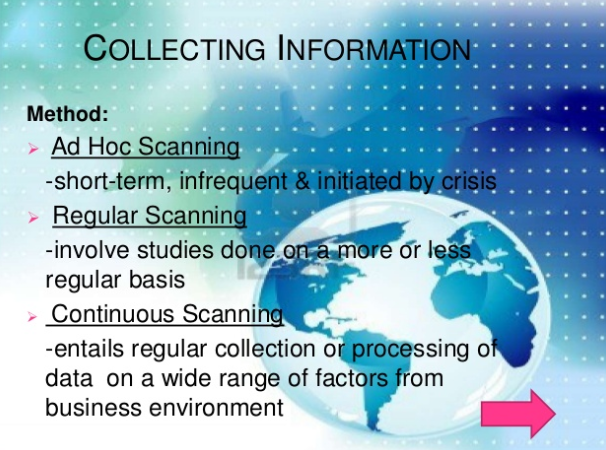 COLLECTING INFORMATION
Method:
Ad Hoc Scanning
-short-term, infrequent & initiated by crisis
Regular Scanning
-involve studies done on a more or less
regular basis
Continuous Scanning
-entails regular collection or processing of
data on a wide range of factors from
business environment